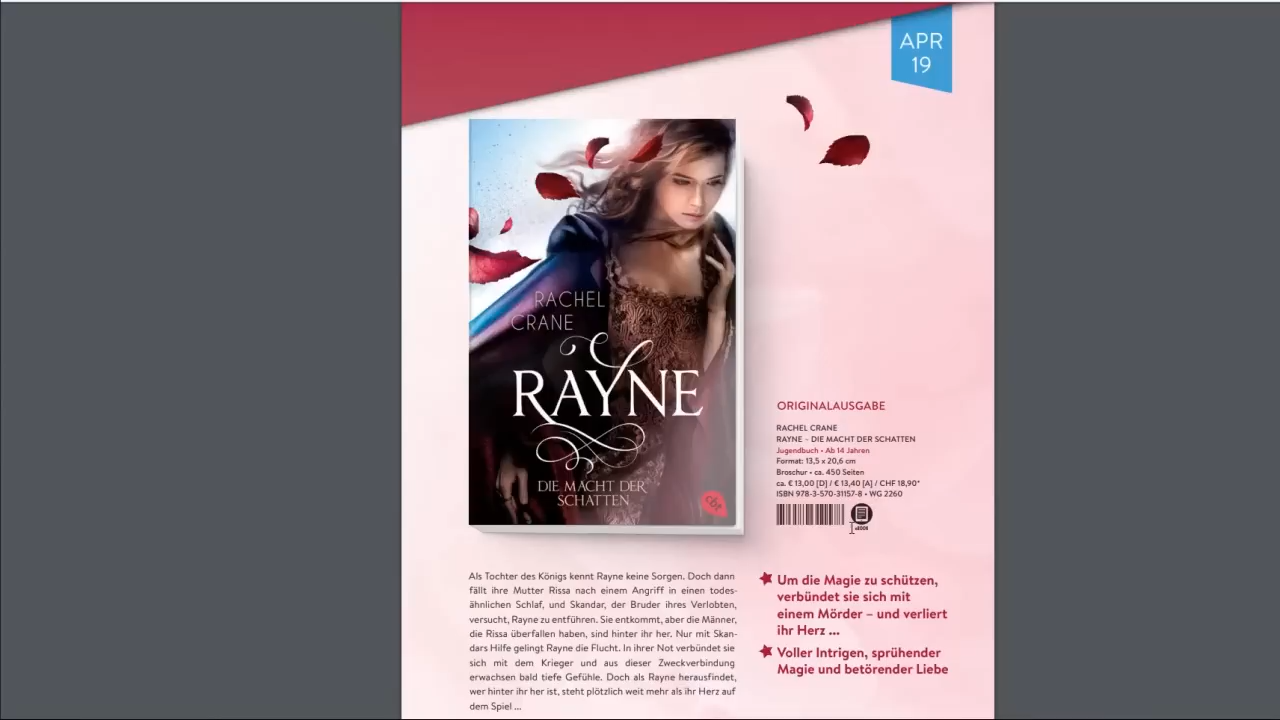 APR
19
RACHEL
CRANE
RAYNE
DIE MACHT DER
SCHATTEN
cbt
ORIGINALAUSGABE
RACHEL CRANE
RAYNE – DIE MACHT DER SCHATTEN
Jugendbuch • Ab 14 Jahren
Format: 13,5 x 20,6 cm
Broschur • ca. 450 Seiten
ca. € 13,00 [D] / € 13,40 [A] / CHF 18,90*
ISBN 978-3-570-31157-8 • WG 2260
eBOOK
Als Tochter des Königs kennt Rayne keine Sorgen. Doch dann
fällt ihre Mutter Rissa nach einem Angriff in einen todes-
ähnlichen Schlaf, und Skandar, der Bruder ihres Verlobten,
versucht, Rayne zu entführen. Sie entkommt, aber die Männer,
die Rissa überfallen haben, sind hinter ihr her. Nur mit Skan-
dars Hilfe gelingt Rayne die Flucht. In ihrer Not verbündet sie
sich mit dem Krieger und aus dieser Zweckverbindung
erwachsen bald tiefe Gefühle. Doch als Rayne herausfindet,
wer hinter ihr her ist, steht plötzlich weit mehr als ihr Herz auf
dem Spiel ...
Um die Magie zu schützen,
verbündet sie sich mit
einem Mörder – und verliert
ihr Herz ...
Voller Intrigen, sprühender
Magie und betörender Liebe